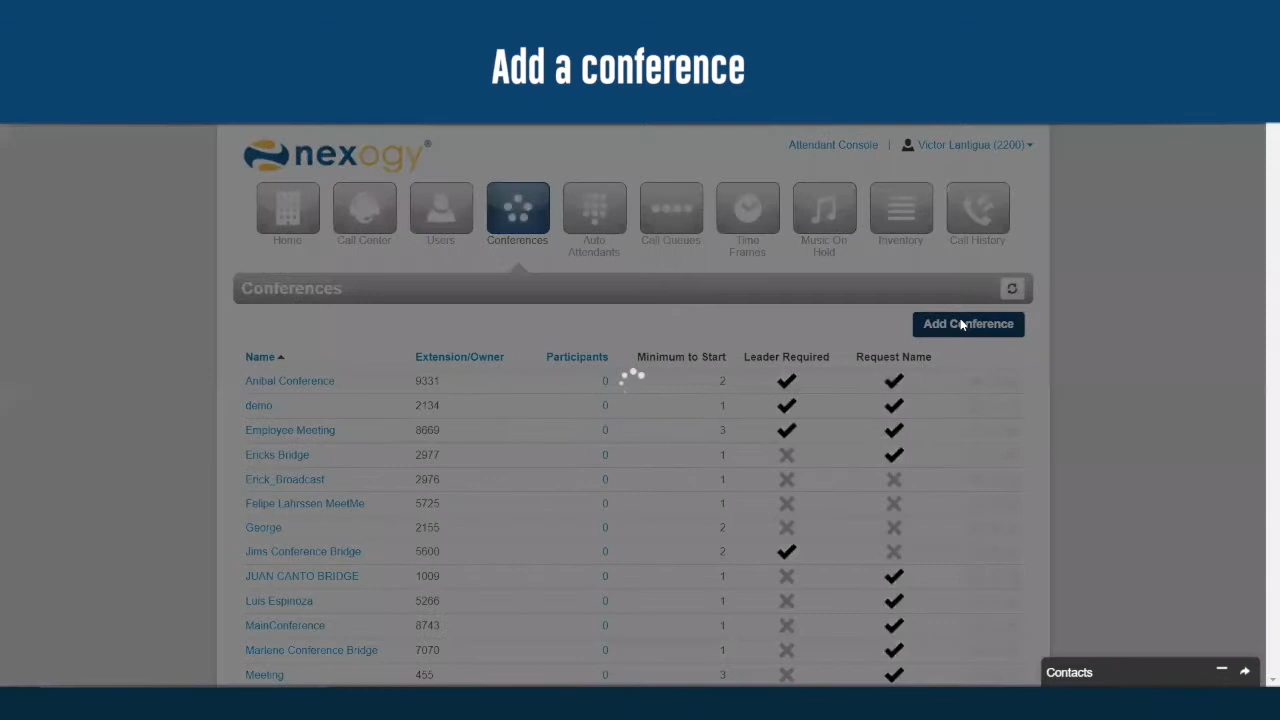 Add a conference
nexogy®
Attendant Console | Victor Lantigua (2200)
Home Call Center Users Conferences Auto Attendants Call Queues Time Frames Music On Hold Inventory Call History
Conferences
Add Conference
Name Extension/Owner Participants Minimum to Start Leader Required Request Name
Anibal Conference 9331 0 2
demo 2134 0 1
Employee Meeting 8669 0 3
Ericks Bridge 2977 0 1
Erick_Broadcast 2976 0 1
Felipe Lahrssen MeetMe 5725 0 1
George 2155 0 2
Jims Conference Bridge 5600 0 2
JUAN CANTO BRIDGE 1009 0 1
Luis Espinoza 5266 0 1
MainConference 8743 0 1
Marleno Conference Bridge 7070 0 1
Meeting 455 0 3
Contacts